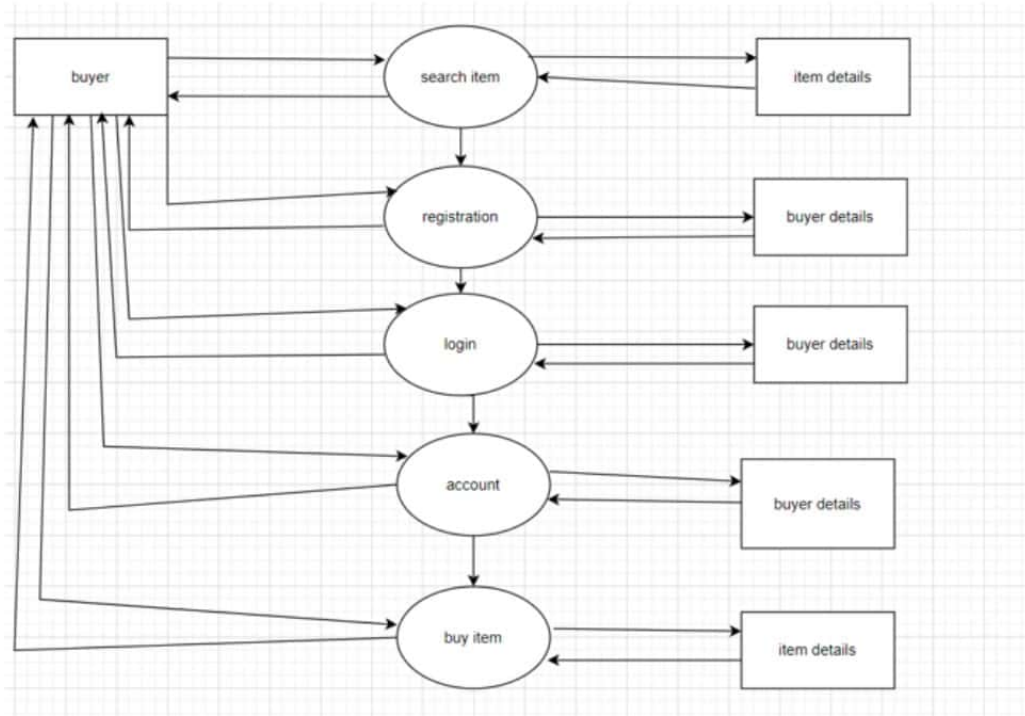 buyer
search item
item details
registration
buyer details
login
buyer details
account
buyer details
buy item
item details